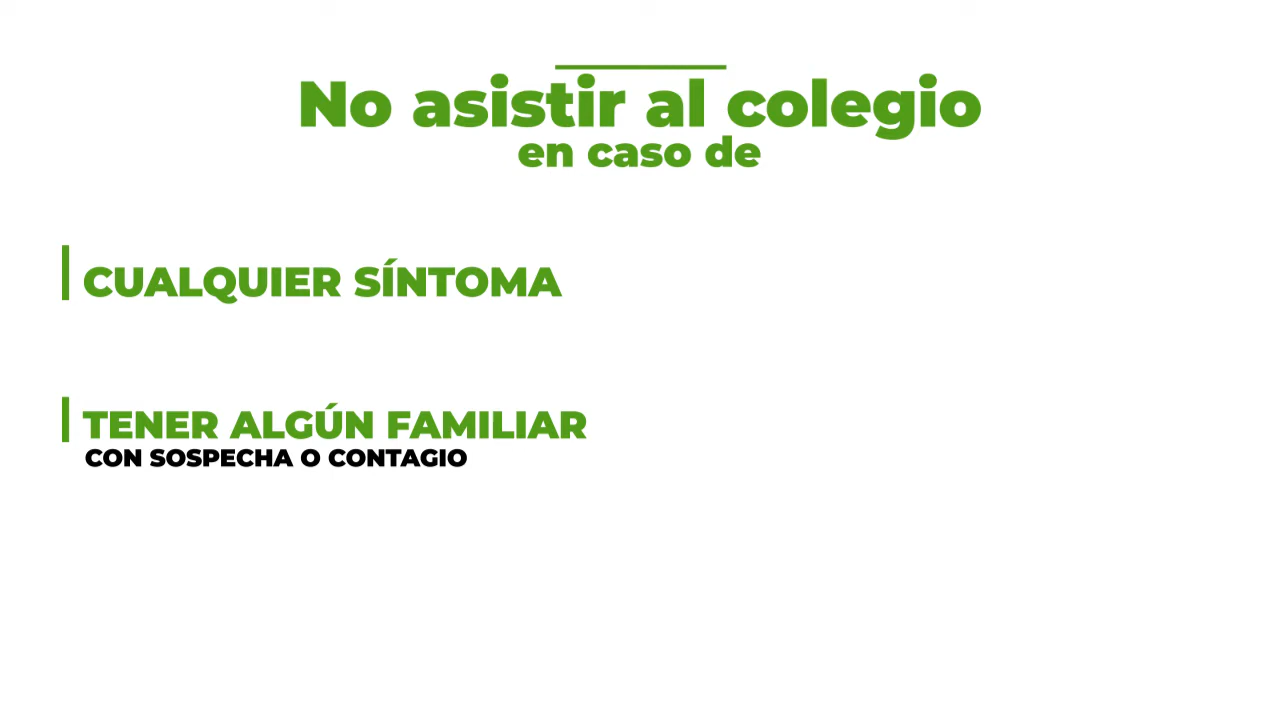 No asistir al colegio
en caso de
CUALQUIER SÍNTOMA
TENER ALGÚN FAMILIAR
CON SOSPECHA O CONTAGIO